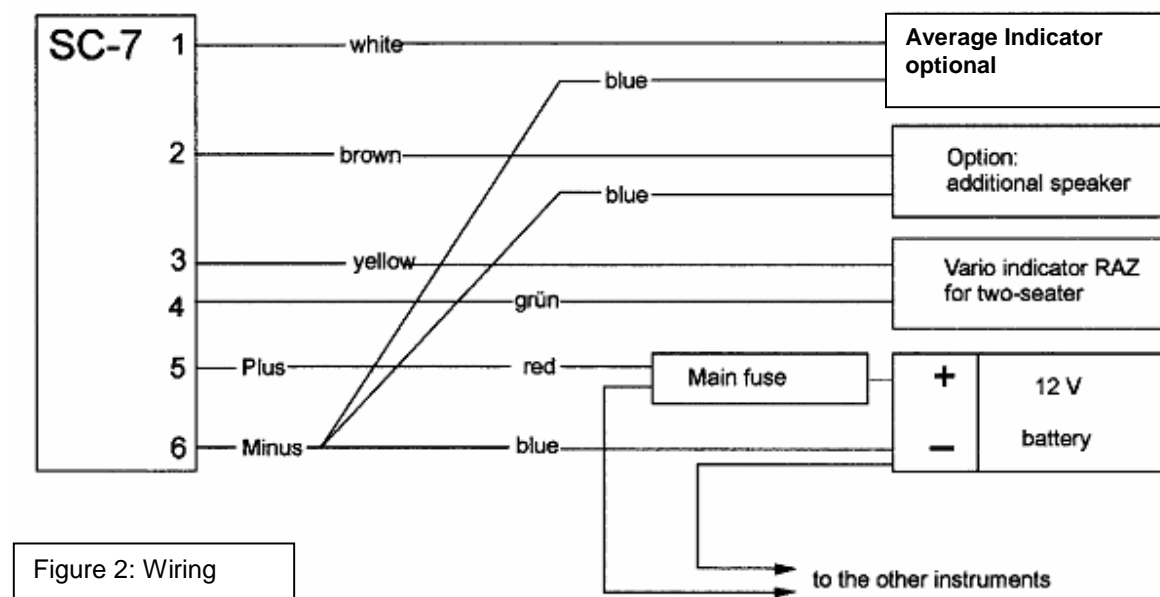 SC-7
1
white
Average Indicator
optional
blue
2
brown
Option:
additional speaker
blue
3
yellow
Vario indicator RAZ
for two-seater
4
grün
5
Plus
red
Main fuse
+
12 V
battery
6
Minus
blue
–
Figure 2: Wiring
to the other instruments